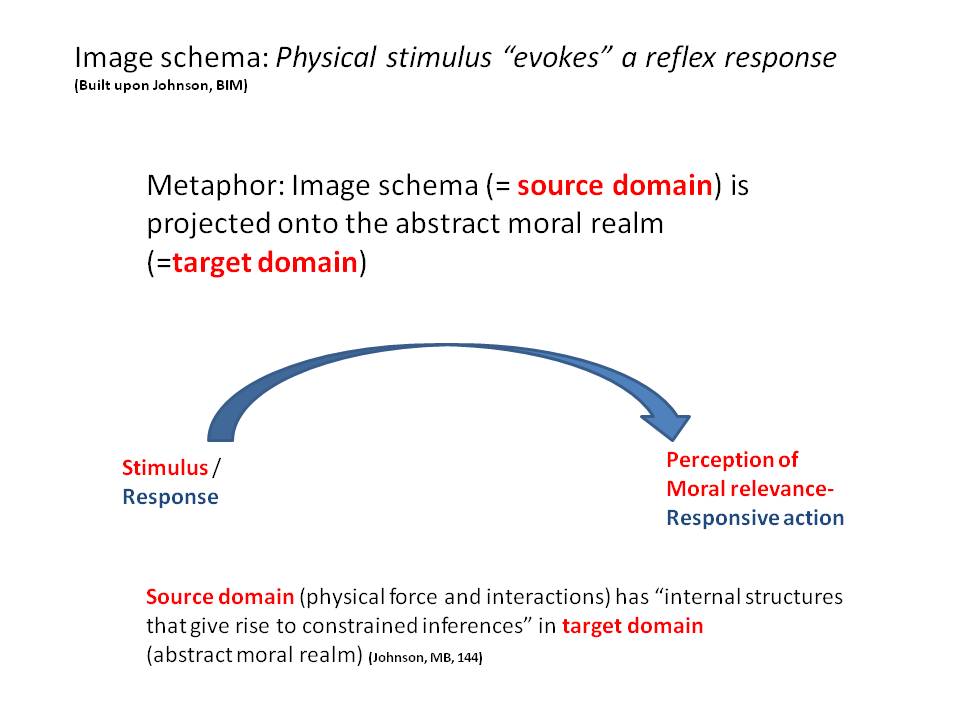 Image schema: Physical stimulus “evokes” a reflex response
(Built upon Johnson, BIM)
Metaphor: Image schema (= source domain) is
projected onto the abstract moral realm
(=target domain)
Stimulus /
Response
Perception of
Moral relevance-
Responsive action
Source domain (physical force and interactions) has “internal structures
that give rise to constrained inferences” in target domain
(abstract moral realm) (Johnson, MB, 144)